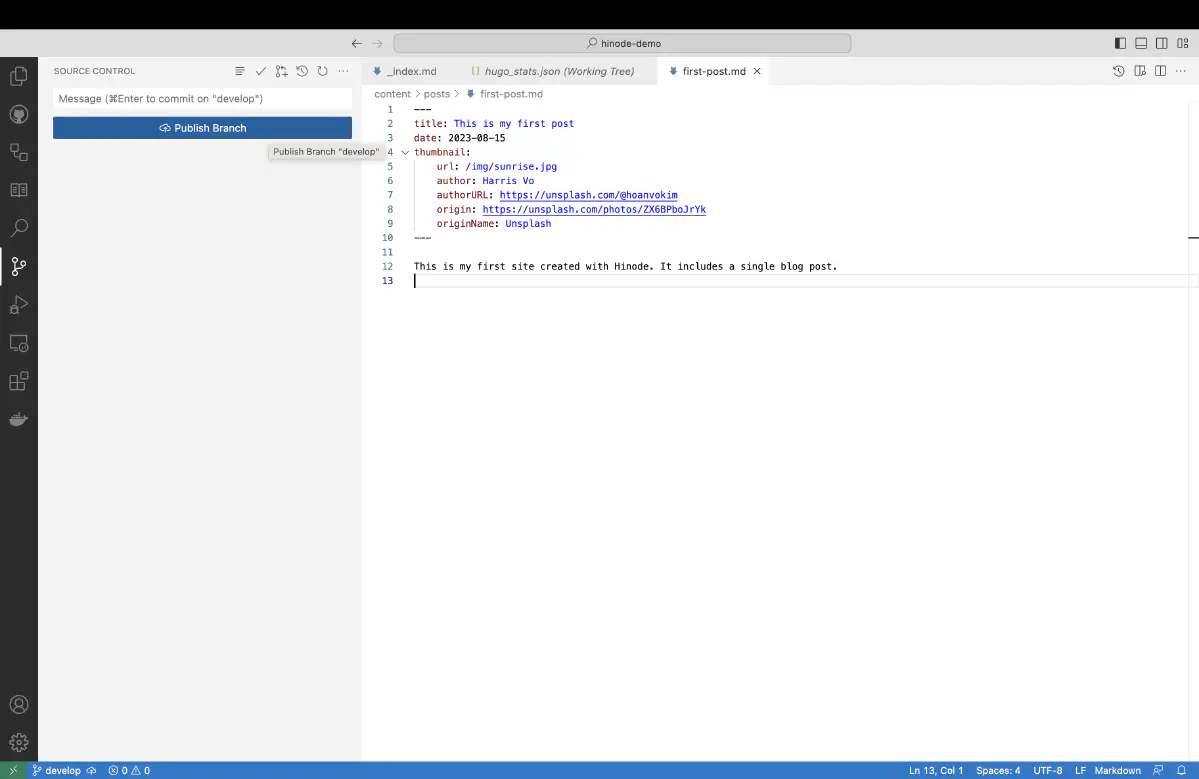 hinode-demo
SOURCE CONTROL
_index.md
hugo_stats.json (Working Tree)
first-post.md
Message (⌘Enter to commit on "develop")
Publish Branch
Publish Branch "develop"
content > posts > first-post.md
1 ---
2 title: This is my first post
3 date: 2023-08-15
4 thumbnail:
5 url: /img/sunrise.jpg
6 author: Harris Vo
7 authorURL: https://unsplash.com/@hoanvokim
8 origin: https://unsplash.com/photos/ZX6BPboJrYk
9 originName: Unsplash
10 ---
11
12 This is my first site created with Hinode. It includes a single blog post.
13
develop 0 0 Ln 13, Col 1 Spaces: 4 UTF-8 LF Markdown